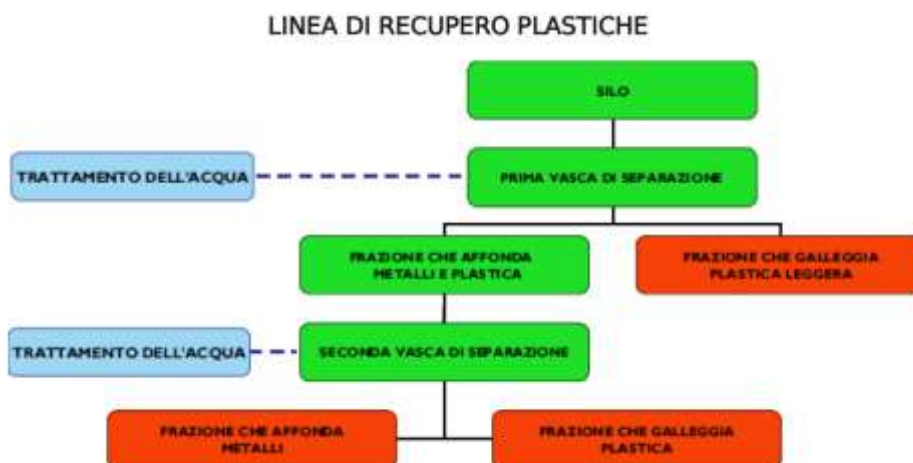 LINEA DI RECUPERO PLASTICHE
SILO
TRATTAMENTO DELL'ACQUA
PRIMA VASCA DI SEPARAZIONE
FRAZIONE CHE AFFONDA
METALLI E PLASTICA
FRAZIONE CHE GALLEGGIA
PLASTICA LEGGERA
TRATTAMENTO DELL'ACQUA
SECONDA VASCA DI SEPARAZIONE
FRAZIONE CHE AFFONDA
METALLI
FRAZIONE CHE GALLEGGIA
PLASTICA